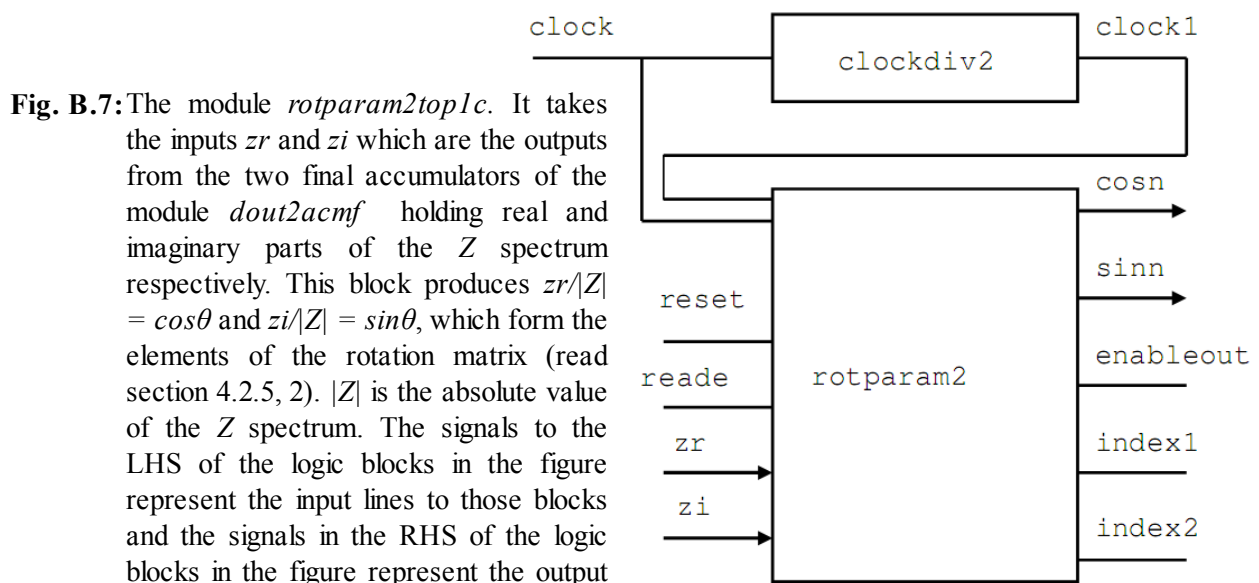 Fig. B.7: The module rotparam2top1c. It takes
the inputs zr and zi which are the outputs
from the two final accumulators of the
module dout2acmf holding real and
imaginary parts of the Z spectrum
respectively. This block produces zr/|Z|
= cosθ and zi/|Z| = sinθ, which form the
elements of the rotation matrix (read
section 4.2.5, 2). |Z| is the absolute value
of the Z spectrum. The signals to the
LHS of the logic blocks in the figure
represent the input lines to those blocks
and the signals in the RHS of the logic
blocks in the figure represent the output
clock
clockdiv2
clock1
reset
reade
zr
zi
rotparam2
cosn
sinn
enableout
index1
index2